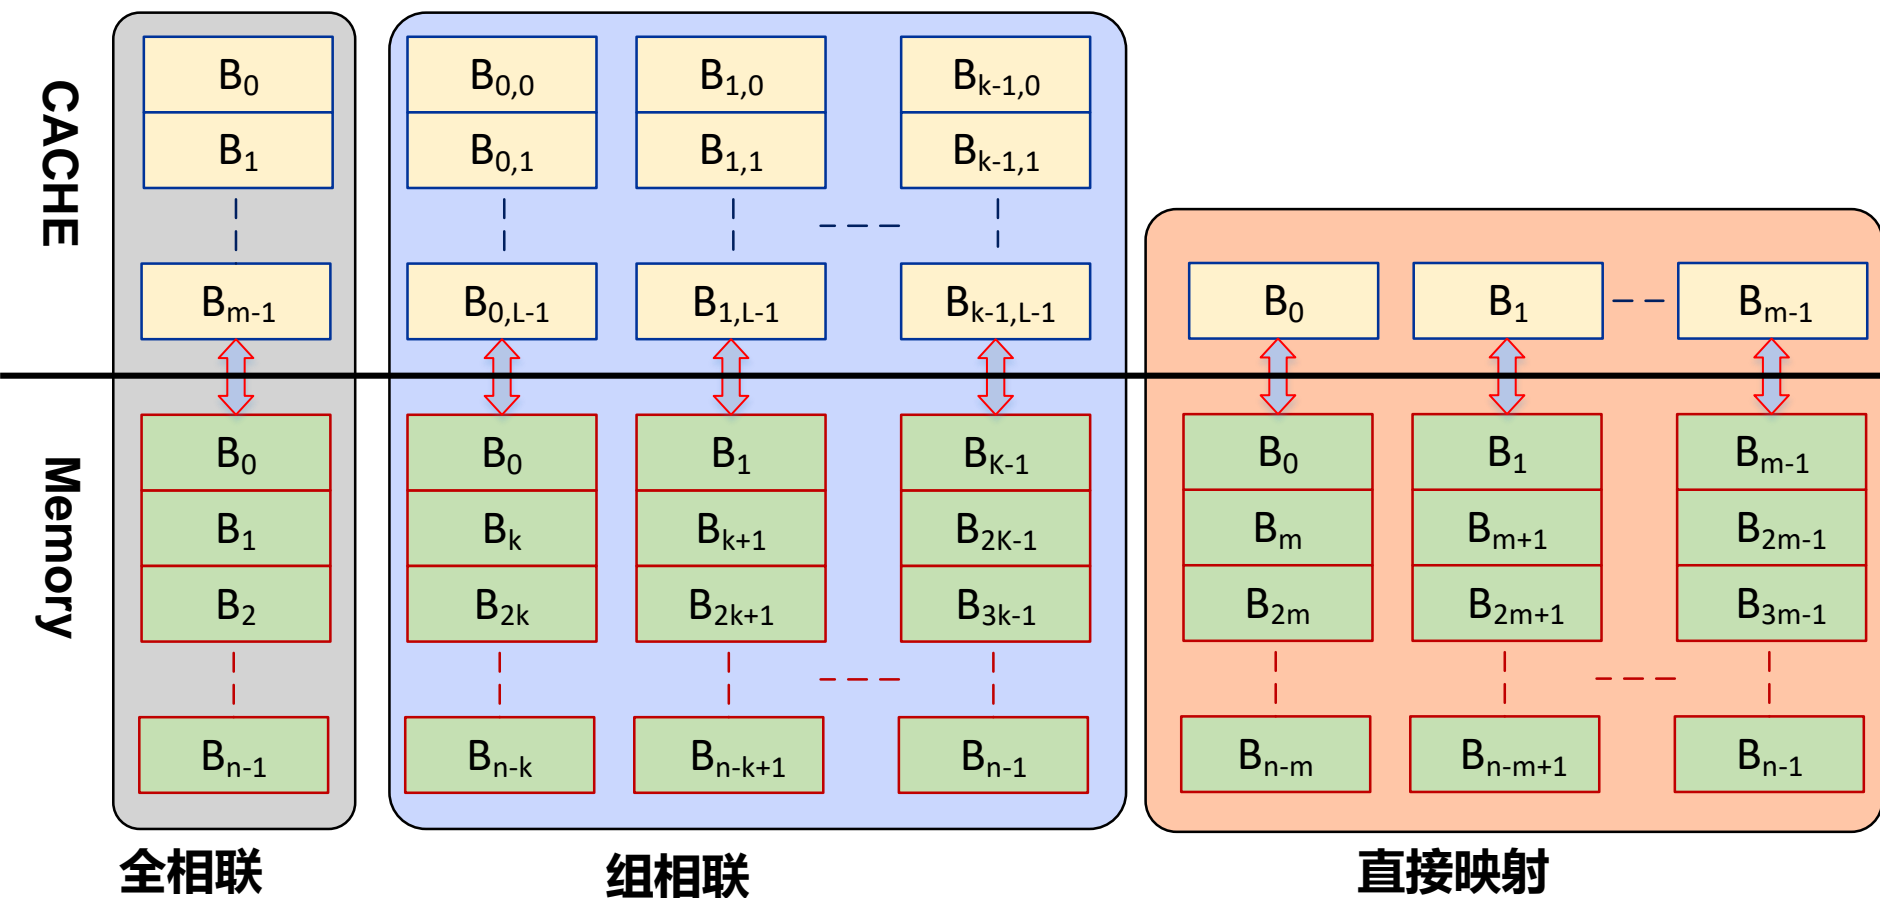 CACHE
B0
B1
Bm-1
B0,0 B1,0 Bk-1,0
B0,1 B1,1 Bk-1,1
B0,L-1 B1,L-1 Bk-1,L-1
B0 B1 Bm-1
Memory
B0
B1
B2
Bn-1
B0 B1 BK-1
Bk Bk+1 B2K-1
B2k B2k+1 B3k-1
Bn-k Bn-k+1 Bn-1
B0 B1 Bm-1
Bm Bm+1 B2m-1
B2m B2m+1 B3m-1
Bn-m Bn-m+1 Bn-1
全相联
组相联
直接映射